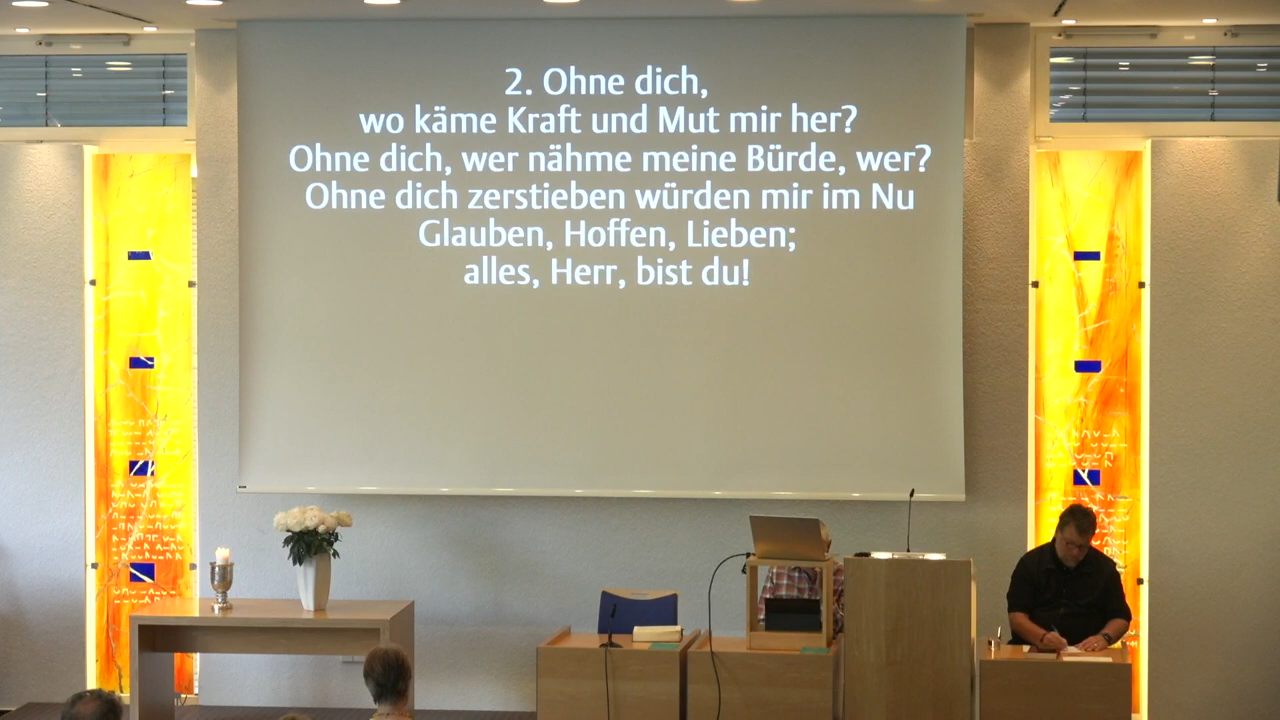 2. Ohne dich,
wo käme Kraft und Mut mir her?
Ohne dich, wer nähme meine Bürde, wer?
Ohne dich zerstieben würden mir im Nu
Glauben, Hoffen, Lieben;
alles, Herr, bist du!